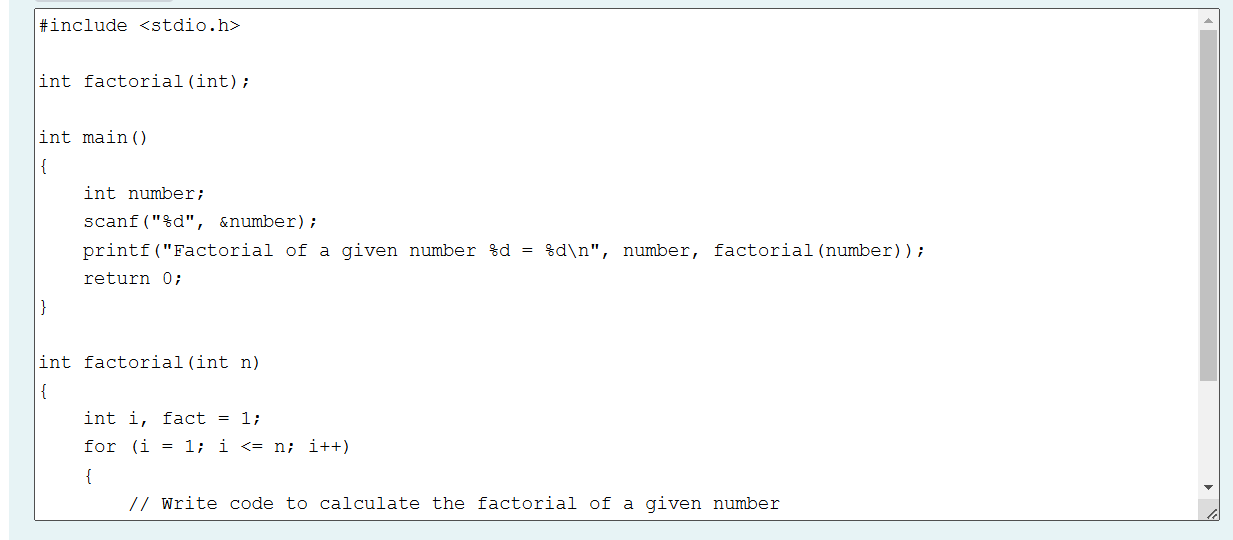 #include <stdio.h>
int factorial(int);
int main()
{
int number;
scanf("%d", &number);
printf("Factorial of a given number %d = %d\n", number, factorial(number));
return 0;
}
int factorial(int n)
{
int i, fact = 1;
for (i = 1; i <= n; i++)
{
// Write code to calculate the factorial of a given number